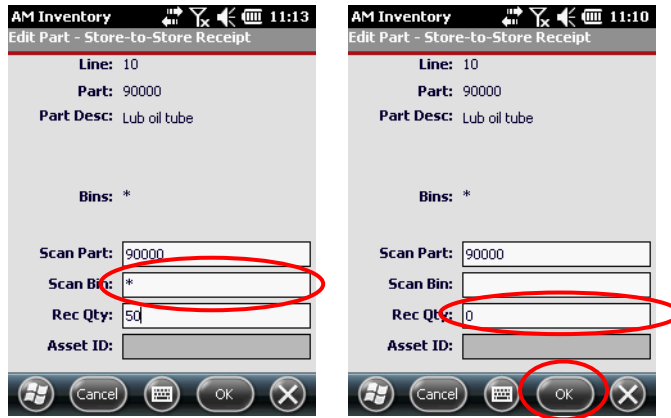 AM Inventory 11:13
Edit Part - Store-to-Store Receipt
Line: 10
Part: 90000
Part Desc: Lub oil tube
Bins: *
Scan Part: 90000
Scan Bin: *
Rec Qty: 50
Asset ID:
Cancel OK
AM Inventory 11:10
Edit Part - Store-to-Store Receipt
Line: 10
Part: 90000
Part Desc: Lub oil tube
Bins: *
Scan Part: 90000
Scan Bin:
Rec Qty: 0
Asset ID:
Cancel OK